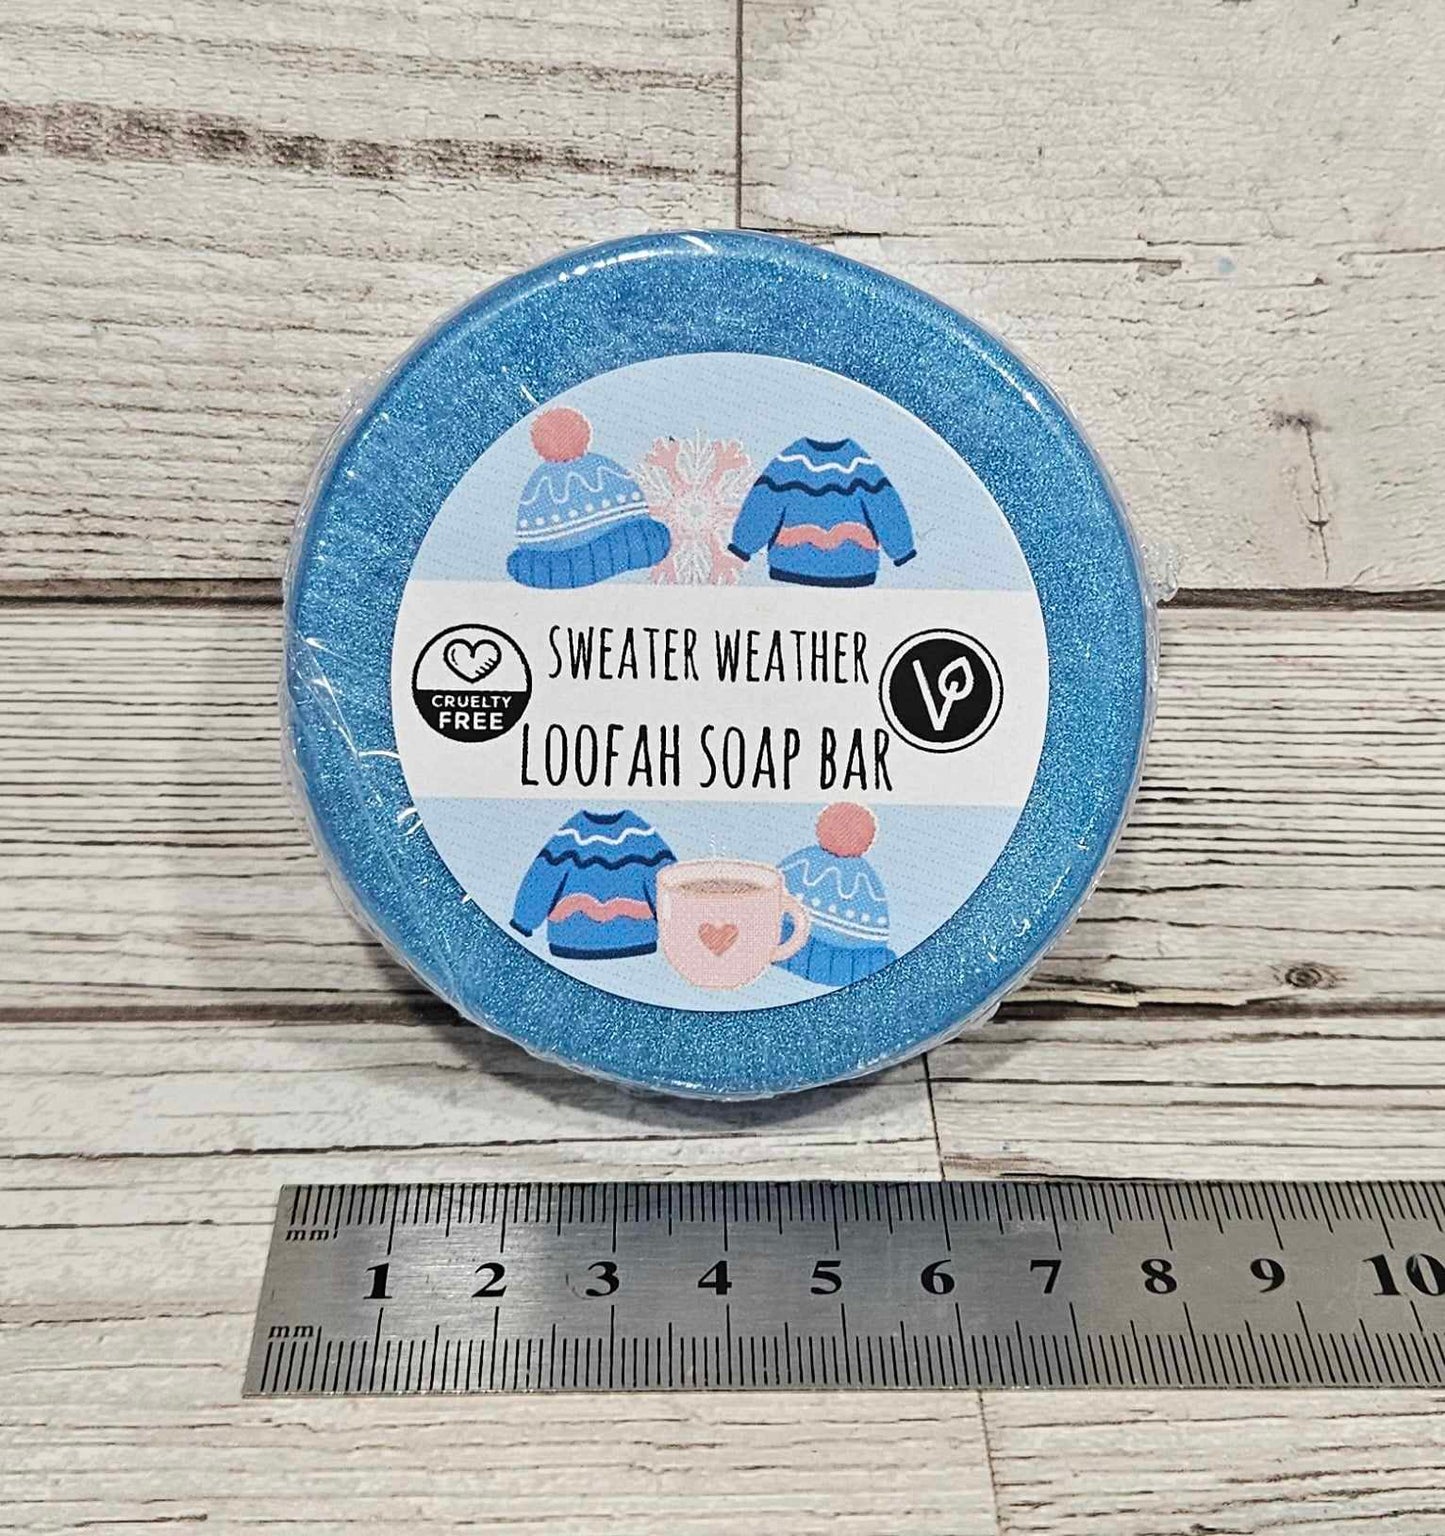 SWEATER WEATHER
CRUELTY
FREE
V
LOOFAH SOAP BAR
mm
1 2 3 4 5 6 7 8 9 10
mm